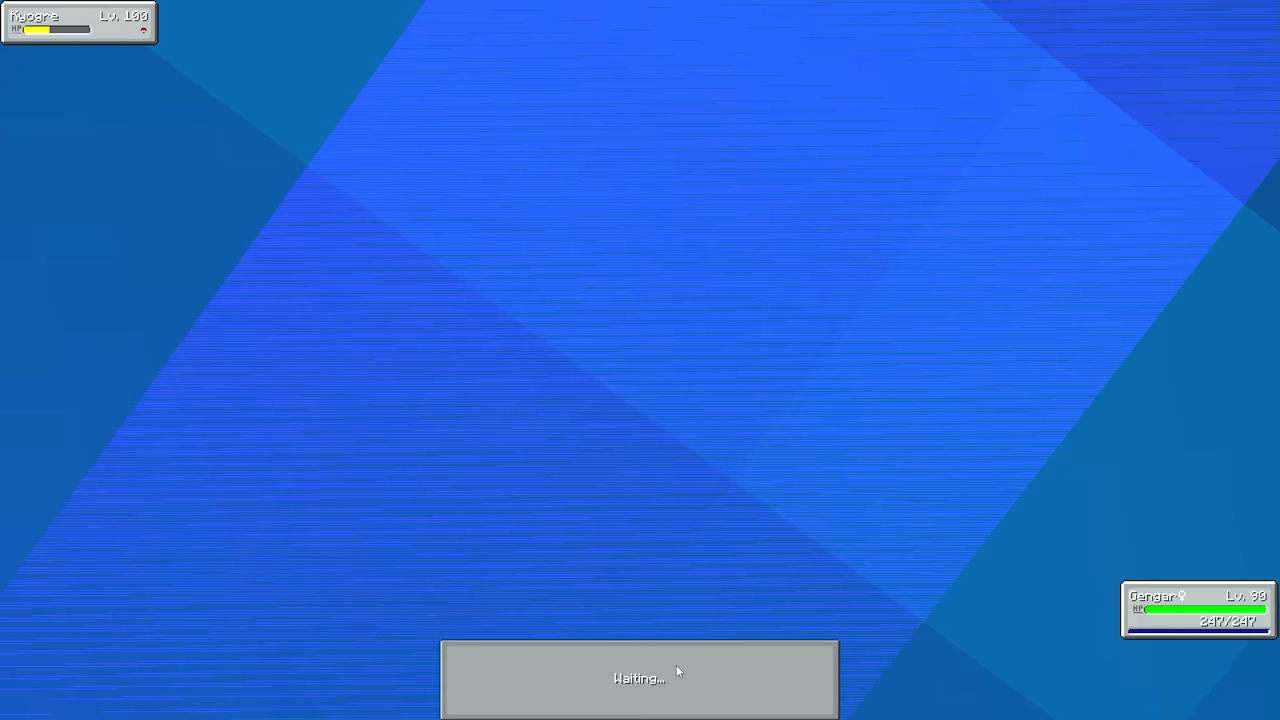 Kyogre Lv. 100
HP
Gengar♀ Lv. 90
HP
247/247
Waiting...